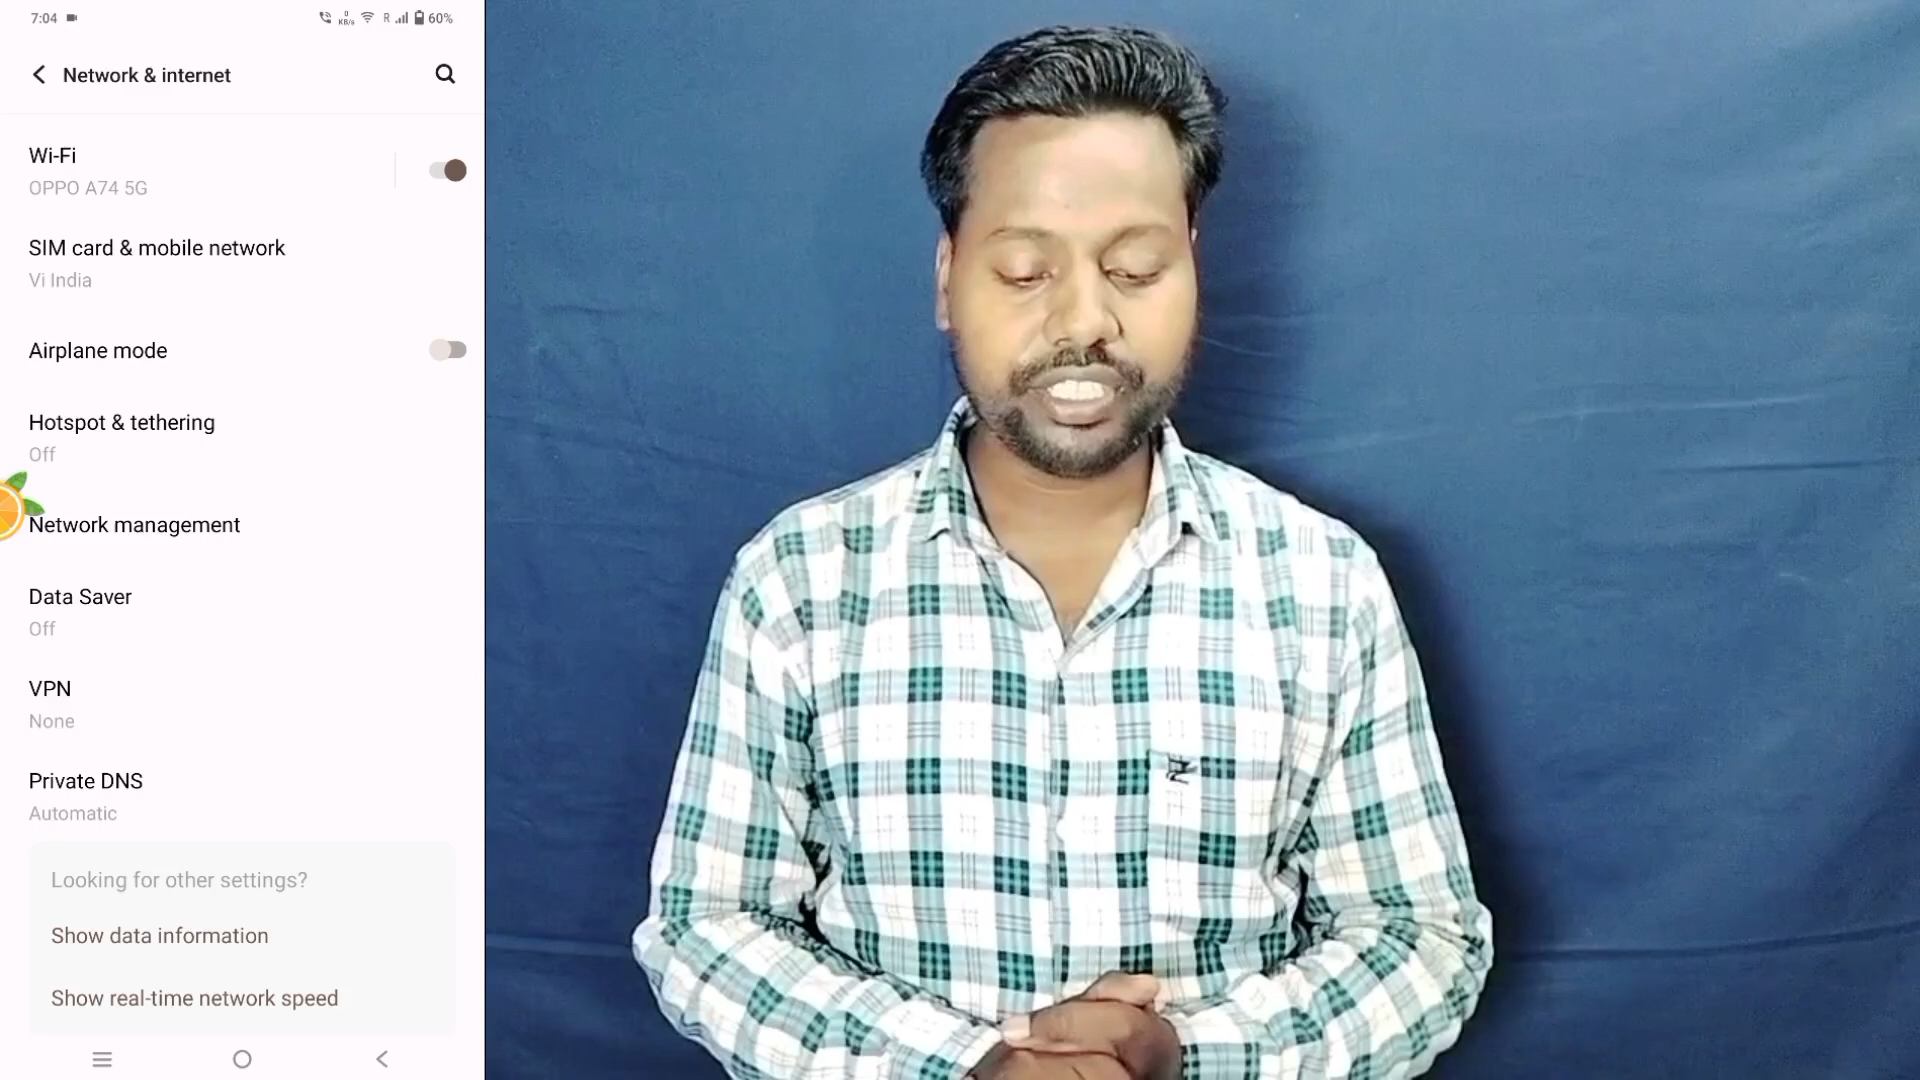 7:04
0
KB/s
R
60%
Network & internet
Wi-Fi
OPPO A74 5G
SIM card & mobile network
Vi India
Airplane mode
Hotspot & tethering
Off
Network management
Data Saver
Off
VPN
None
Private DNS
Automatic
Looking for other settings?
Show data information
Show real-time network speed